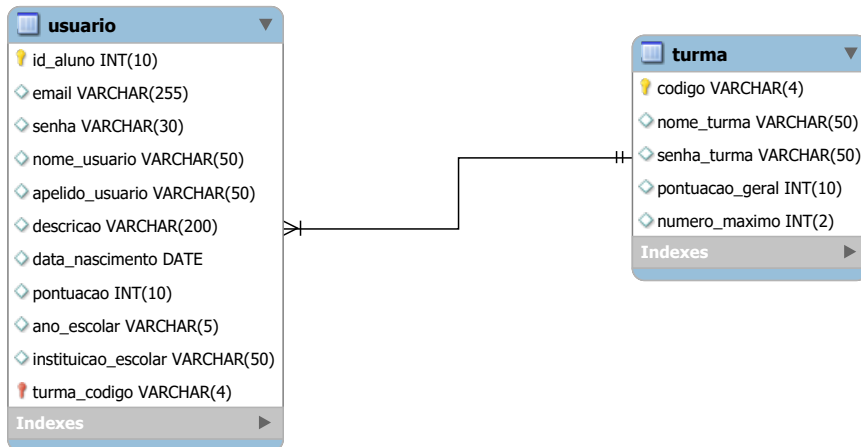 usuario
id_aluno INT(10)
email VARCHAR(255)
senha VARCHAR(30)
nome_usuario VARCHAR(50)
apelido_usuario VARCHAR(50)
descricao VARCHAR(200)
data_nascimento DATE
pontuacao INT(10)
ano_escolar VARCHAR(5)
instituicao_escolar VARCHAR(50)
turma_codigo VARCHAR(4)
Indexes
turma
codigo VARCHAR(4)
nome_turma VARCHAR(50)
senha_turma VARCHAR(50)
pontuacao_geral INT(10)
numero_maximo INT(2)
Indexes